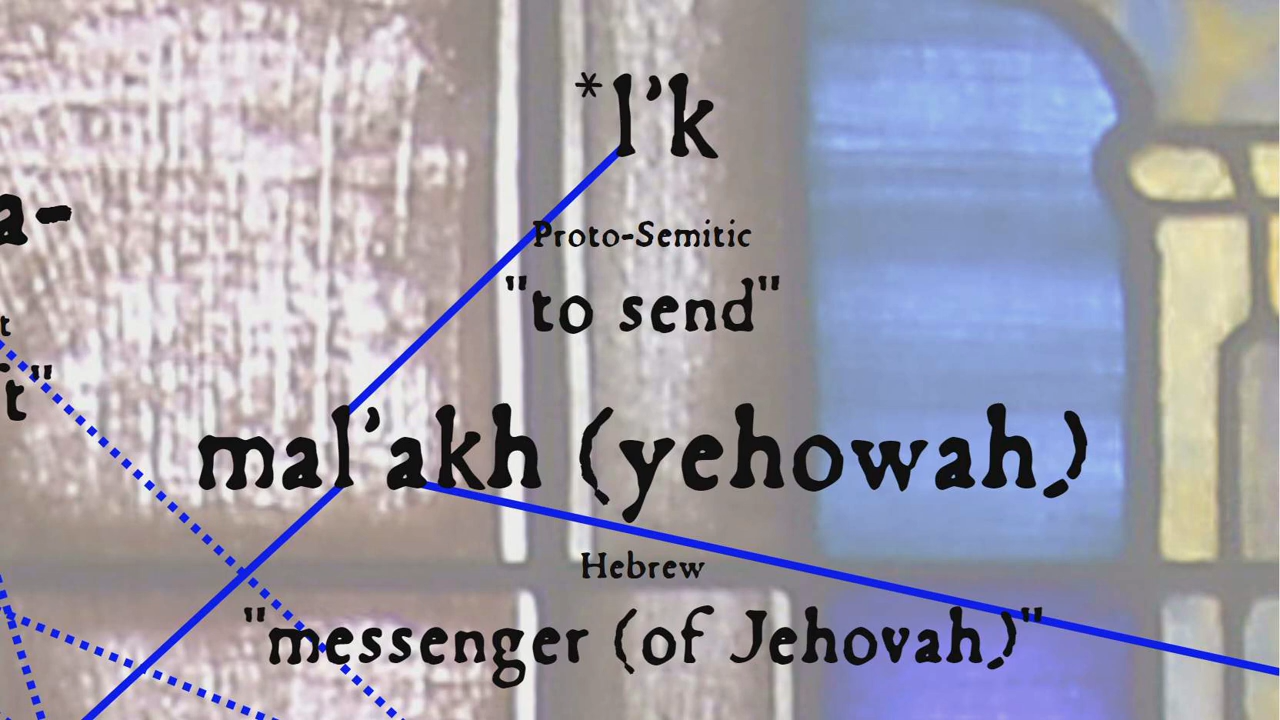 *l'k
a-
Proto-Semitic
"to send"
t
t"
mal'akh (yehowah)
Hebrew
"messenger (of Jehovah)"